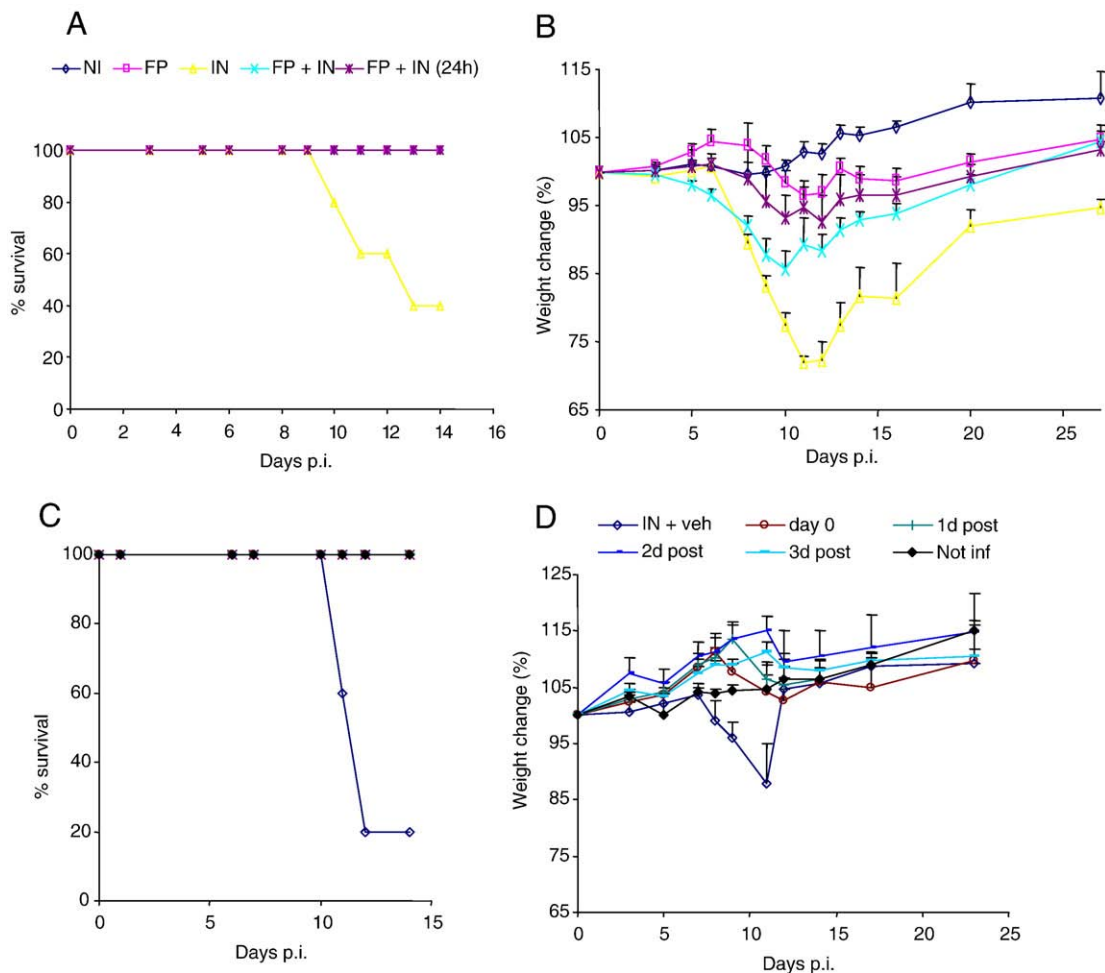 A
NI FP IN FP + IN FP + IN (24h)
% survival
100
80
60
40
20
0
0 2 4 6 8 10 12 14 16
Days p.i.
B
Weight change (%)
115
105
95
85
75
65
0 5 10 15 20 25
Days p.i.
C
% survival
100
80
60
40
20
0
0 5 10 15
Days p.i.
D
IN + veh day 0 1d post
2d post 3d post Not inf
Weight change (%)
125
115
105
95
85
75
65
0 5 10 15 20 25
Days p.i.